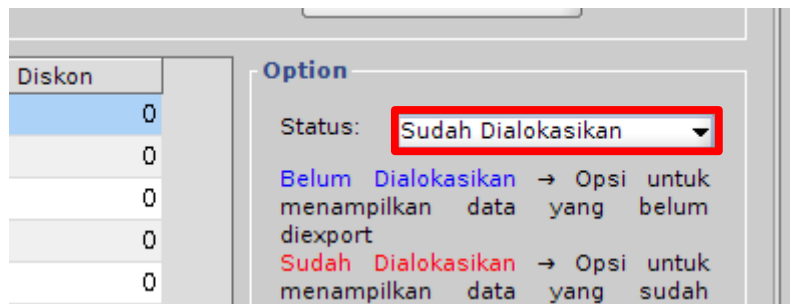 Diskon
0
0
0
0
0
Option
Status: Sudah Dialokasikan
Belum Dialokasikan → Opsi untuk
menampilkan data yang belum
diexport
Sudah Dialokasikan → Opsi untuk
menampilkan data yang sudah